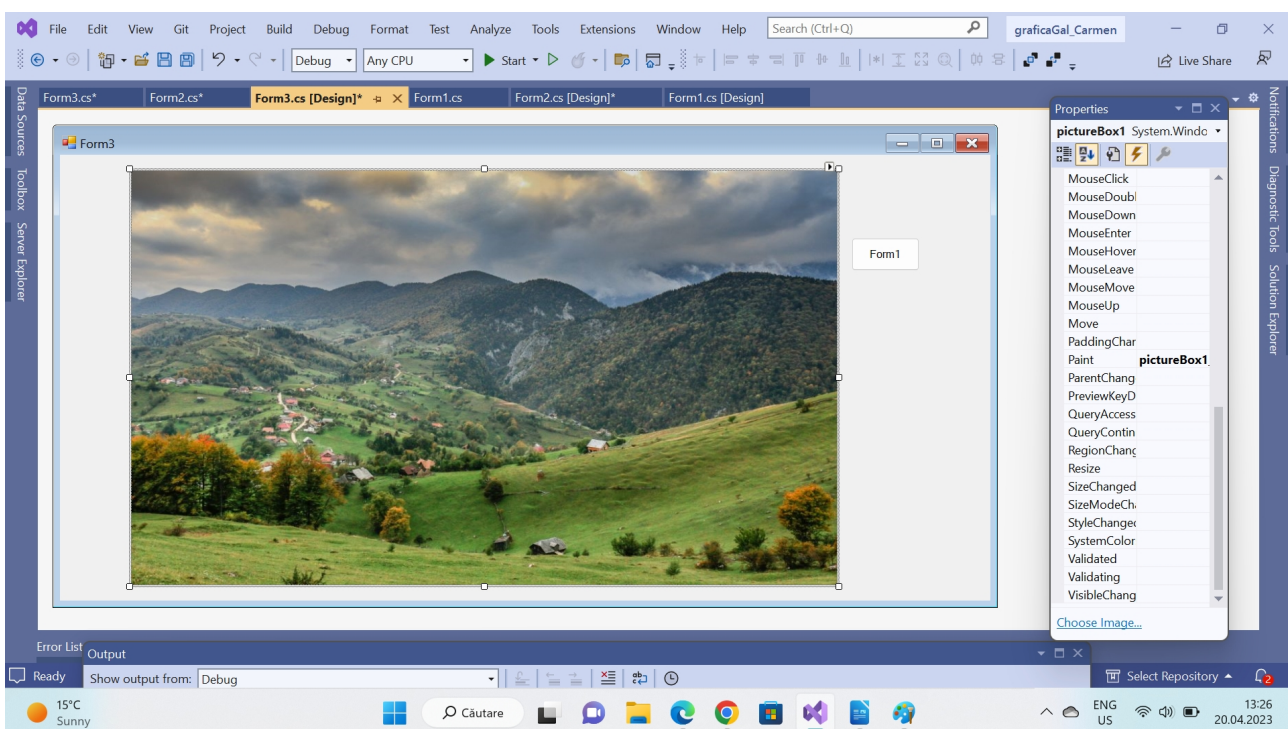 File Edit View Git Project Build Debug Format Test Analyze Tools Extensions Window Help Search (Ctrl+Q) graficaGal_Carmen
Debug Any CPU Start Live Share
Form3.cs* Form2.cs* Form3.cs [Design]* Form1.cs Form2.cs [Design]* Form1.cs [Design]
Data Sources
Toolbox
Server Explorer
Form3
Form1
Properties
pictureBox1 System.Windo
MouseClick
MouseDoubl
MouseDown
MouseEnter
MouseHover
MouseLeave
MouseMove
MouseUp
Move
PaddingChar
Paint pictureBox1_
ParentChang
PreviewKeyD
QueryAccess
QueryContin
RegionChang
Resize
SizeChanged
SizeModeCh
StyleChanged
SystemColor
Validated
Validating
VisibleChang
Choose Image...
Notifications
Diagnostic Tools
Solution Explorer
Error List
Output
Show output from: Debug
Ready
Select Repository
2
15°C
Sunny
Căutare
ENG
US
13:26
20.04.2023